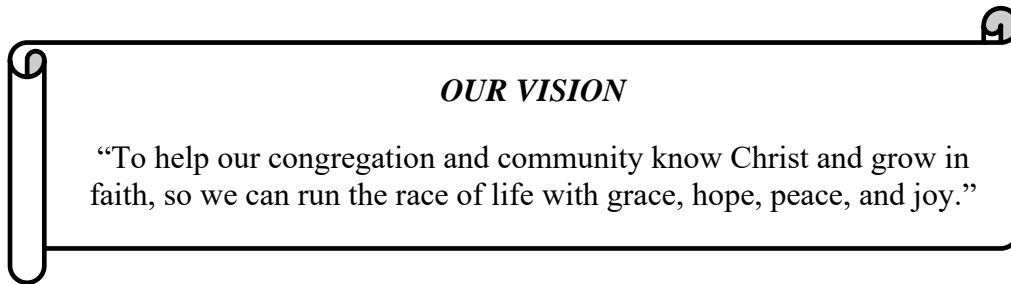 OUR VISION
“To help our congregation and community know Christ and grow in
faith, so we can run the race of life with grace, hope, peace, and joy.”